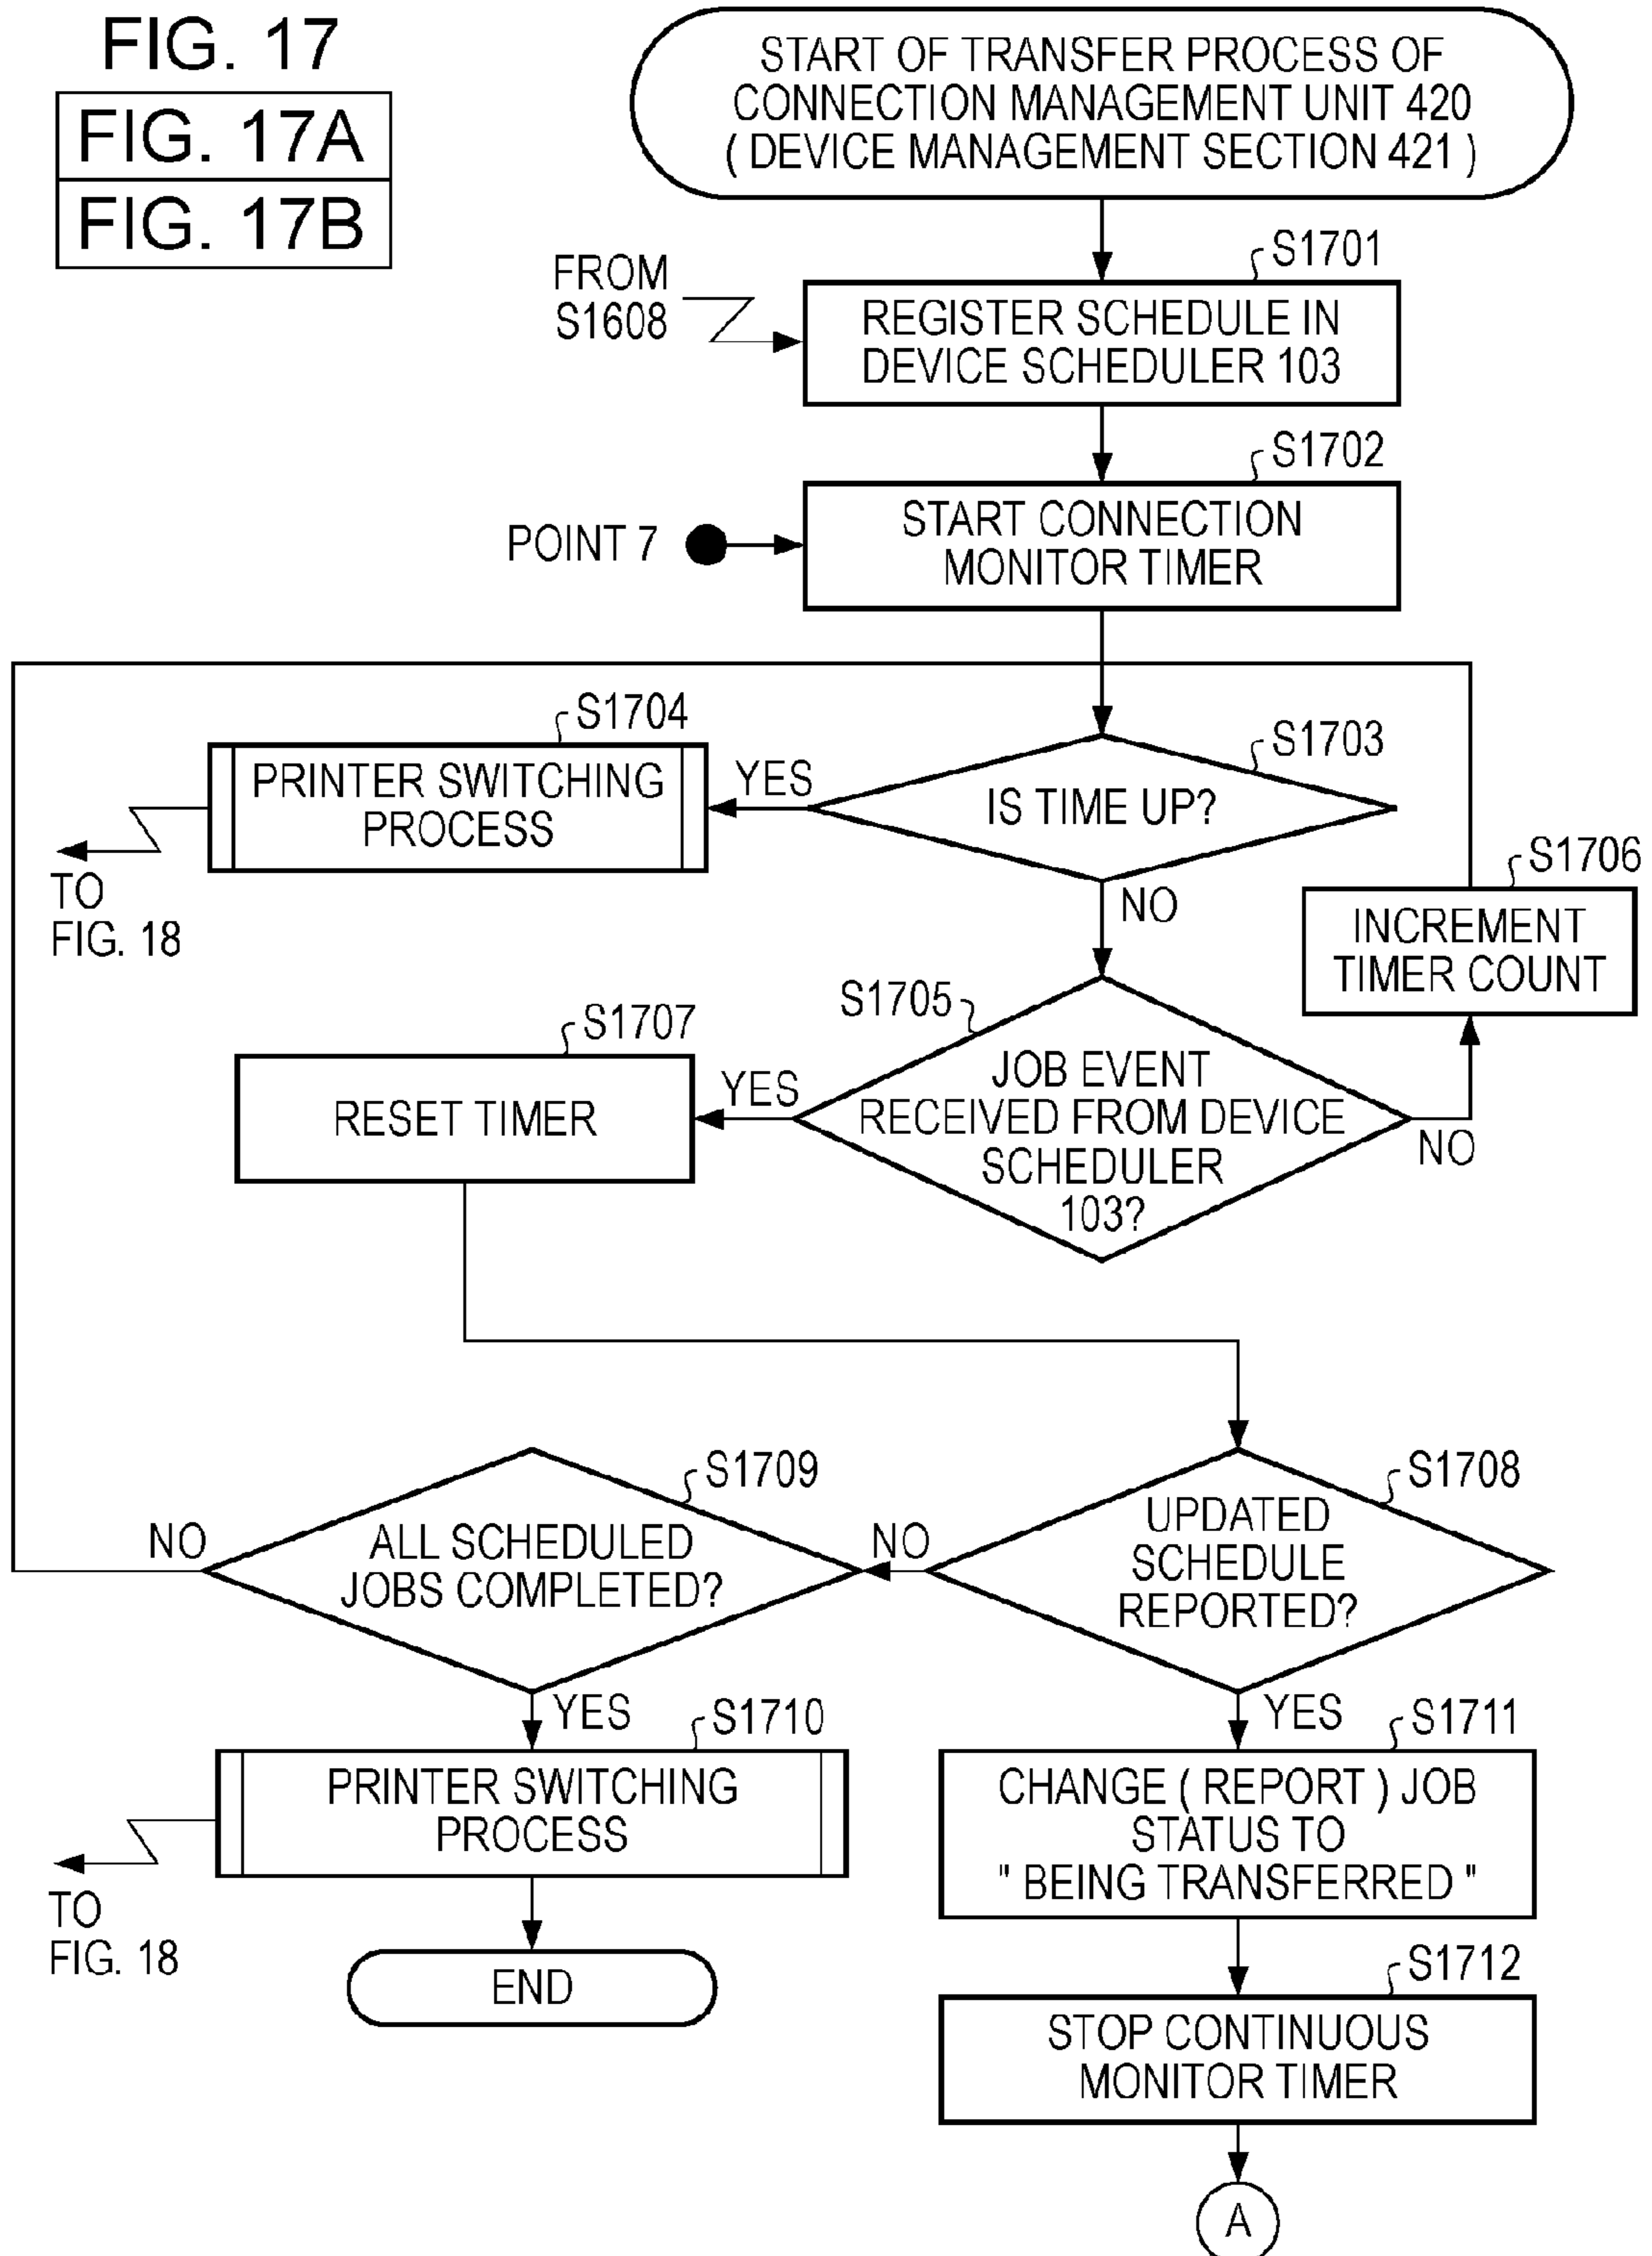 FIG. 17
FIG. 17A
FIG. 17B
START OF TRANSFER PROCESS OF
CONNECTION MANAGEMENT UNIT 420
( DEVICE MANAGEMENT SECTION 421 )
S1701
FROM
S1608
REGISTER SCHEDULE IN
DEVICE SCHEDULER 103
S1702
POINT 7
START CONNECTION
MONITOR TIMER
S1704
PRINTER SWITCHING
PROCESS
YES
S1703
IS TIME UP?
TO
FIG. 18
NO
S1706
INCREMENT
TIMER COUNT
S1705
JOB EVENT
RECEIVED FROM DEVICE
SCHEDULER
103?
NO
YES
S1707
RESET TIMER
S1708
UPDATED
SCHEDULE
REPORTED?
NO
S1709
ALL SCHEDULED
JOBS COMPLETED?
NO
YES
S1710
PRINTER SWITCHING
PROCESS
TO
FIG. 18
END
YES
S1711
CHANGE ( REPORT ) JOB
STATUS TO
" BEING TRANSFERRED "
S1712
STOP CONTINUOUS
MONITOR TIMER
A